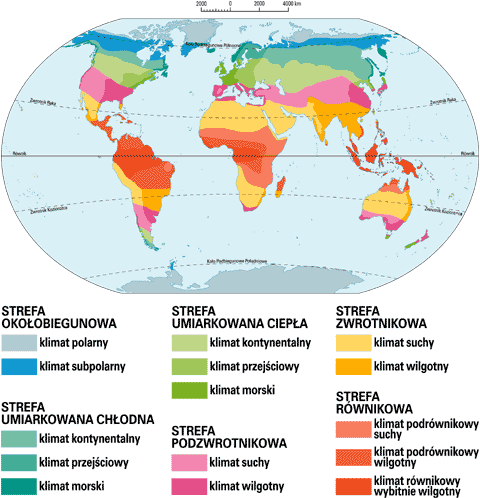 2000 0 2000 4000 km
Koło Podbiegunowe Północne
Zwrotnik Raka
Zwrotnik Raka
Równik
Równik
Zwrotnik Koziorożca
Zwrotnik Koziorożca
Koło Podbiegunowe Południowe
STREFA
OKOŁOBIEGUNOWA
klimat polarny
klimat subpolarny
STREFA
UMIARKOWANA CHŁODNA
klimat kontynentalny
klimat przejściowy
klimat morski
STREFA
UMIARKOWANA CIEPŁA
klimat kontynentalny
klimat przejściowy
klimat morski
STREFA
PODZWROTNIKOWA
klimat suchy
klimat wilgotny
STREFA
ZWROTNIKOWA
klimat suchy
klimat wilgotny
STREFA
RÓWNIKOWA
klimat podrównikowy
suchy
klimat podrównikowy
wilgotny
klimat równikowy
wybitnie wilgotny